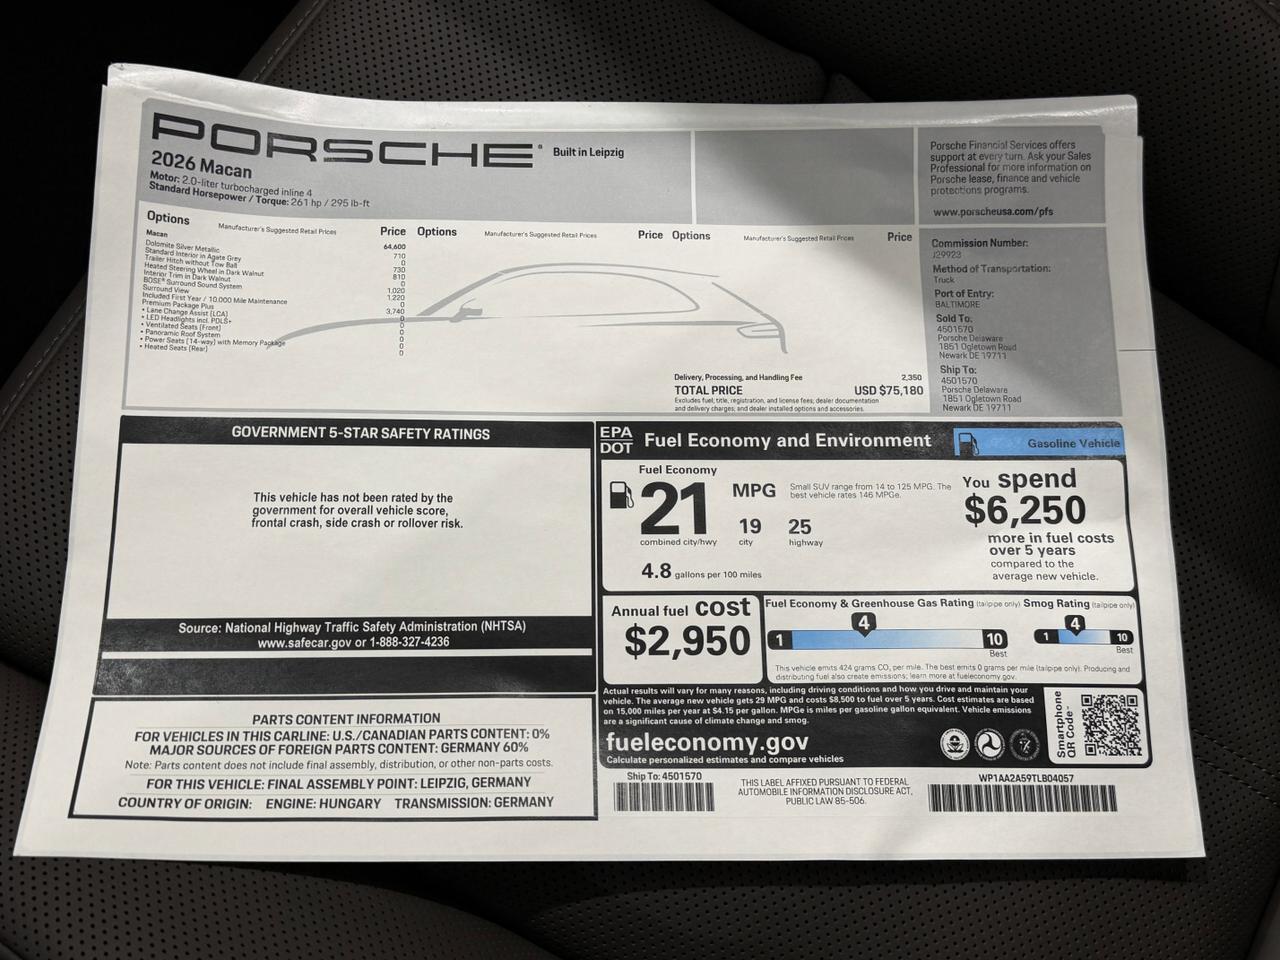 PORSCHE® Built in Leipzig
2026 Macan
Motor: 2.0-liter turbocharged inline 4
Standard Horsepower / Torque: 261 hp / 295 lb-ft
Porsche Financial Services offers
support at every turn. Ask your Sales
Professional for more information on
Porsche lease, finance and vehicle
protections programs.
www.porscheusa.com/pfs
Options Manufacturer's Suggested Retail Prices Price
Options Manufacturer's Suggested Retail Prices Price
Options Manufacturer's Suggested Retail Prices Price
Macan 64,600
Dolomite Silver Metallic 710
Standard Interior in Agate Grey 0
Trailer Hitch without Tow Ball 730
Heated Steering Wheel in Dark Walnut 810
Interior Trim in Dark Walnut 0
BOSE® Surround Sound System 1,020
Surround View 1,220
Included First Year / 10,000 Mile Maintenance 0
Premium Package Plus 3,740
• Lane Change Assist (LCA) 0
• LED Headlights incl. PDLS+ 0
• Ventilated Seats (Front) 0
• Panoramic Roof System 0
• Power Seats (14-way) with Memory Package 0
• Heated Seats (Rear) 0
Delivery, Processing, and Handling Fee 2,350
TOTAL PRICE USD $75,180
Excludes fuel, title, registration, and license fees; dealer documentation
and delivery charges; and dealer installed options and accessories.
Commission Number:
J29923
Method of Transportation:
Truck
Port of Entry:
BALTIMORE
Sold To:
4501570
Porsche Delaware
1851 Ogletown Road
Newark DE 19711
Ship To:
4501570
Porsche Delaware
1851 Ogletown Road
Newark DE 19711
GOVERNMENT 5-STAR SAFETY RATINGS
This vehicle has not been rated by the
government for overall vehicle score,
frontal crash, side crash or rollover risk.
Source: National Highway Traffic Safety Administration (NHTSA)
www.safecar.gov or 1-888-327-4236
PARTS CONTENT INFORMATION
FOR VEHICLES IN THIS CARLINE: U.S./CANADIAN PARTS CONTENT: 0%
MAJOR SOURCES OF FOREIGN PARTS CONTENT: GERMANY 60%
Note: Parts content does not include final assembly, distribution, or other non-parts costs.
FOR THIS VEHICLE: FINAL ASSEMBLY POINT: LEIPZIG, GERMANY
COUNTRY OF ORIGIN: ENGINE: HUNGARY TRANSMISSION: GERMANY
EPA
DOT
Fuel Economy and Environment
Gasoline Vehicle
Fuel Economy
21 MPG
combined city/hwy
19
city
25
highway
4.8 gallons per 100 miles
Small SUV range from 14 to 125 MPG. The
best vehicle rates 146 MPGe.
You spend
$6,250
more in fuel costs
over 5 years
compared to the
average new vehicle.
Annual fuel cost
$2,950
Fuel Economy & Greenhouse Gas Rating (tailpipe only)
4
1 10
Best
Smog Rating (tailpipe only)
4
1 10
Best
This vehicle emits 424 grams CO₂ per mile. The best emits 0 grams per mile (tailpipe only). Producing and
distributing fuel also create emissions; learn more at fueleconomy.gov.
Actual results will vary for many reasons, including driving conditions and how you drive and maintain your
vehicle. The average new vehicle gets 29 MPG and costs $8,500 to fuel over 5 years. Cost estimates are based
on 15,000 miles per year at $4.15 per gallon. MPGe is miles per gasoline gallon equivalent. Vehicle emissions
are a significant cause of climate change and smog.
fueleconomy.gov
Calculate personalized estimates and compare vehicles
Smartphone
QR Code™
Ship To: 4501570
THIS LABEL AFFIXED PURSUANT TO FEDERAL
AUTOMOBILE INFORMATION DISCLOSURE ACT,
PUBLIC LAW 85-506.
WP1AA2A59TLB04057